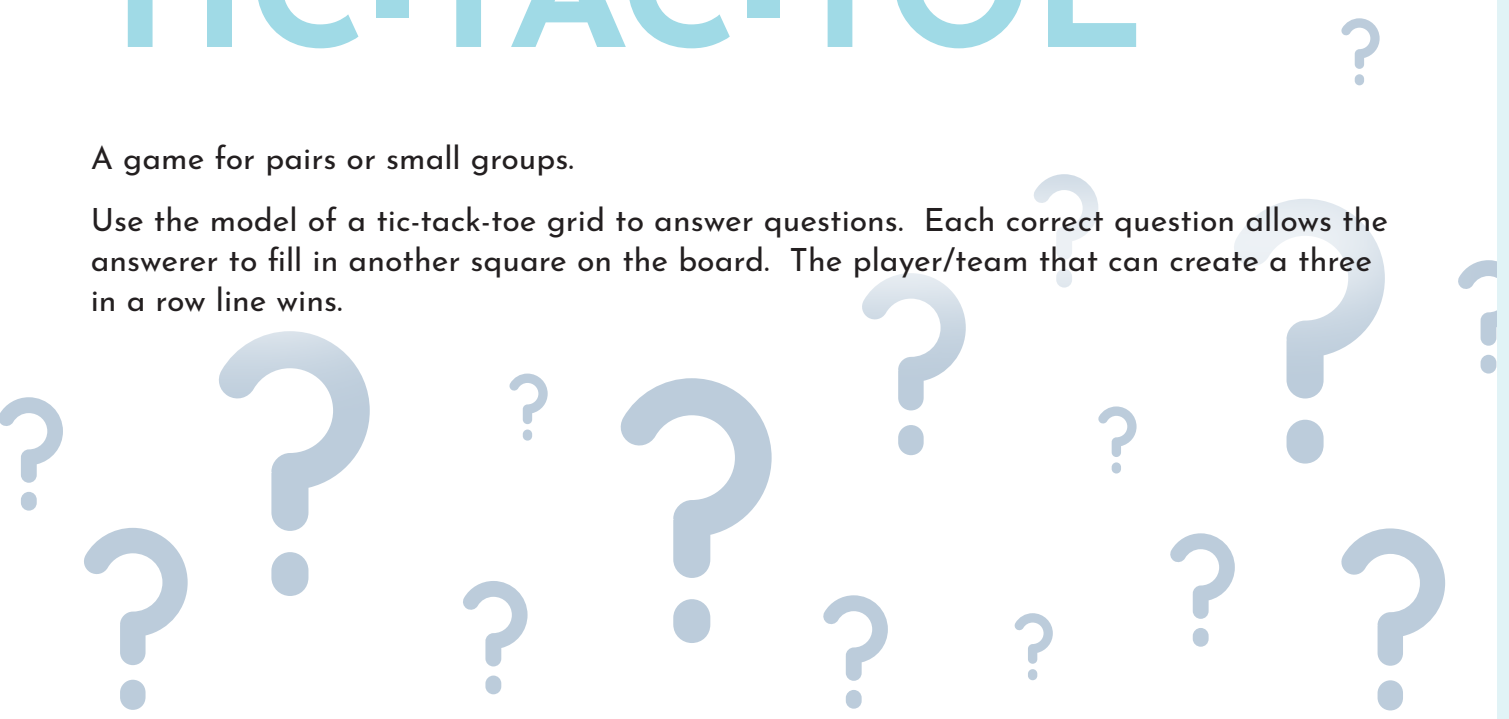 TIC-TAC-TOE
A game for pairs or small groups.
Use the model of a tic-tack-toe grid to answer questions.  Each correct question allows the
answerer to fill in another square on the board.  The player/team that can create a three
in a row line wins.